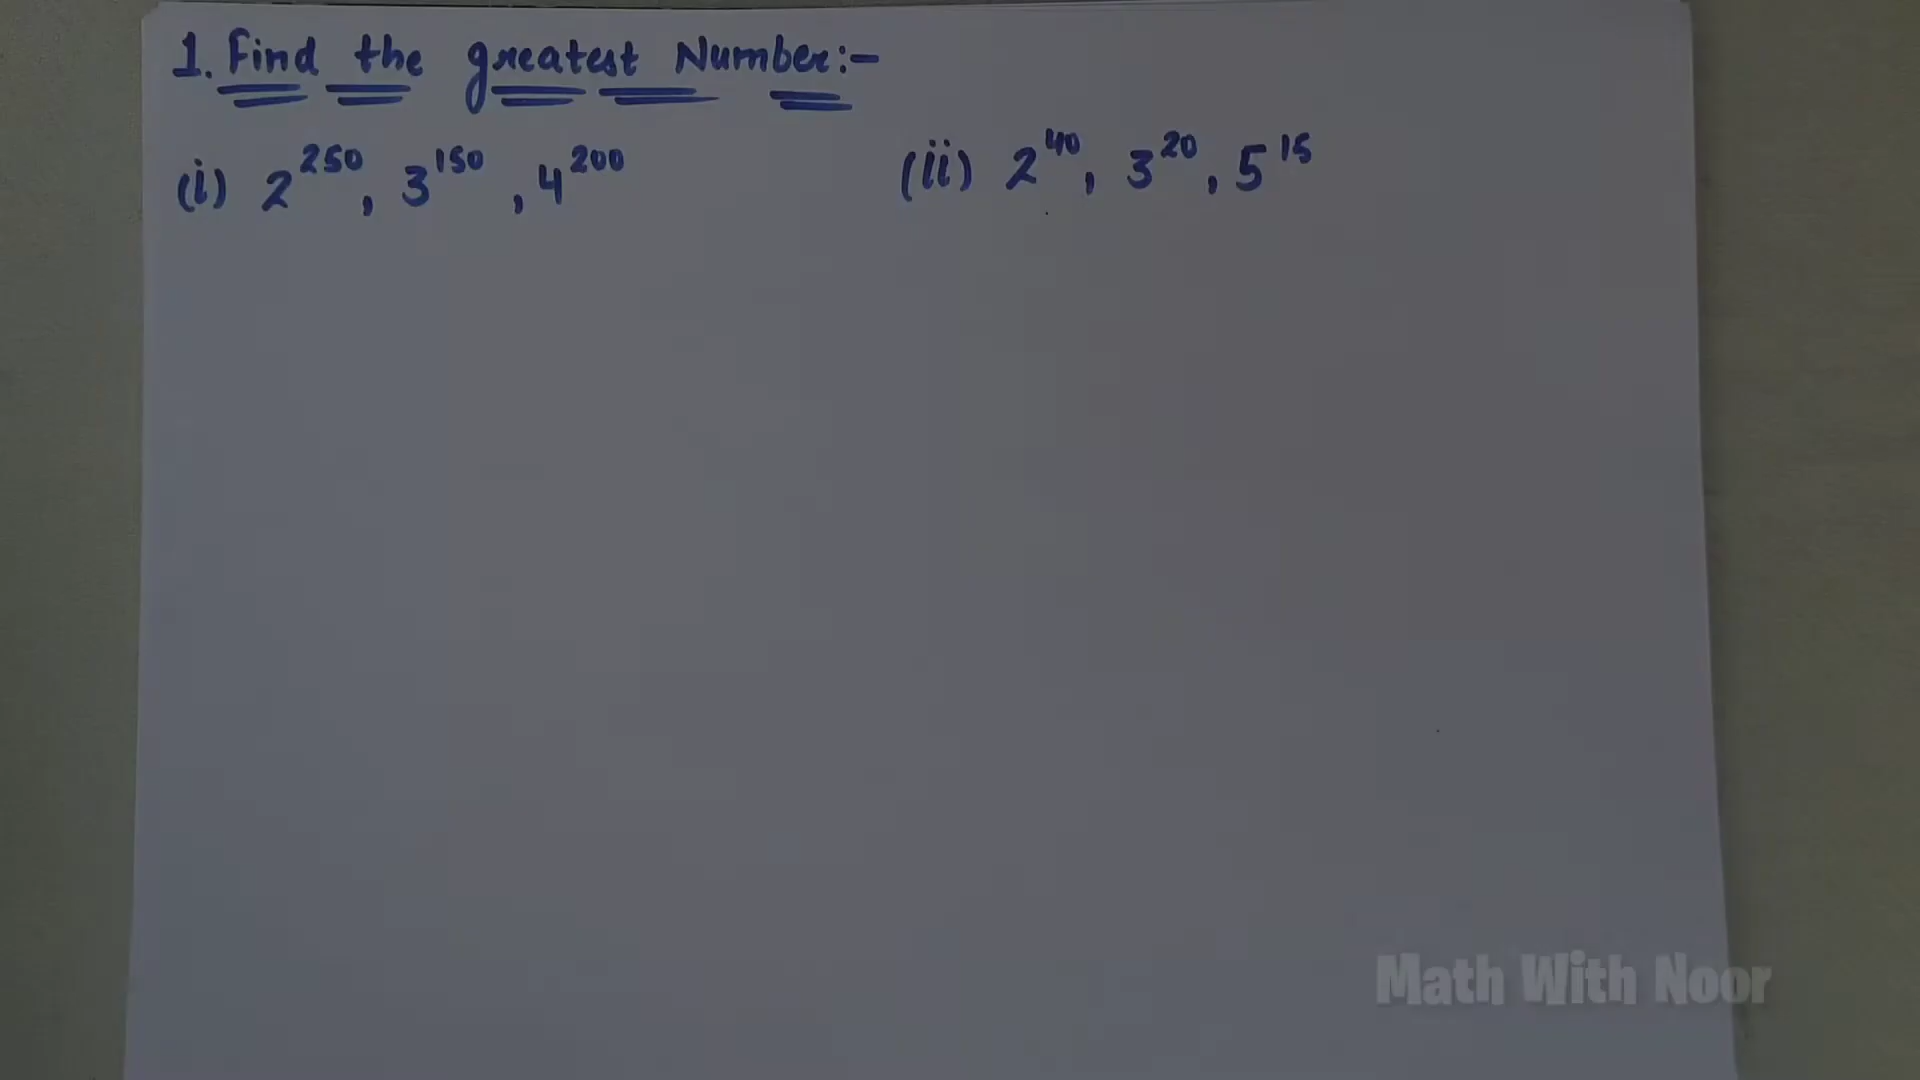 1. Find the greatest Number:-
(i) 2^250, 3^150, 4^200
(ii) 2^40, 3^20, 5^15
Math With Noor